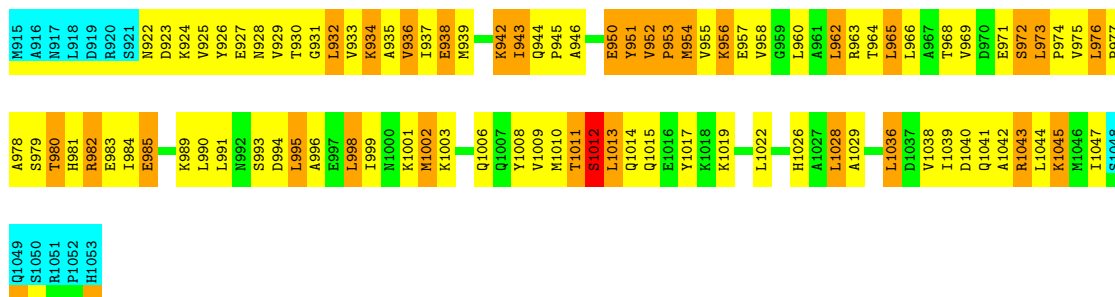 M915 A916 N917 L918 D919 R920 S921 N922 D923 K924 V925 Y926 E927 N928 V929 T930 G931 L932 V933 K934 A935 V936 I937 E938 M939 K942 I943 Q944 P945 A946 E950 Y951 V952 P953 M954 V955 K956 E957 V958 G959 L960 A961 L962 R963 T964 L965 L966 A967 T968 V969 D970 E971 S972 L973 P974 V975 L976
A978 S979 T980 H981 R982 E983 I984 E985 K989 L990 L991 N992 S993 D994 L995 A996 E997 L998 I999 N1000 K1001 M1002 K1003 Q1006 Q1007 Y1008 V1009 M1010 T1011 S1012 L1013 Q1014 Q1015 E1016 Y1017 K1018 K1019 L1022 H1026 A1027 L1028 A1029 L1036 D1037 V1038 I1039 D1040 Q1041 A1042 R1043 L1044 K1045 M1046 I1047 S1048
Q1049 S1050 R1051 P1052 H1053